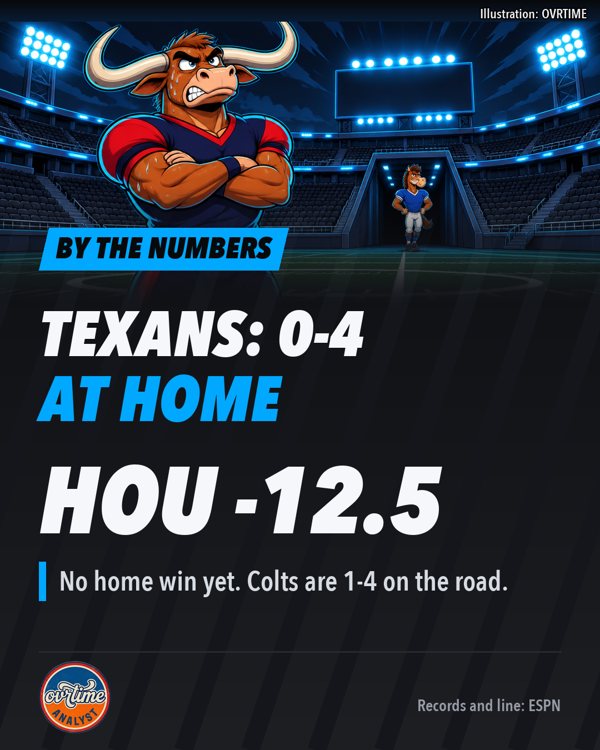 Illustration: OVRTIME
BY THE NUMBERS
TEXANS: 0-4
AT HOME
HOU -12.5
No home win yet. Colts are 1-4 on the road.
ovrtime
ANALYST
Records and line: ESPN